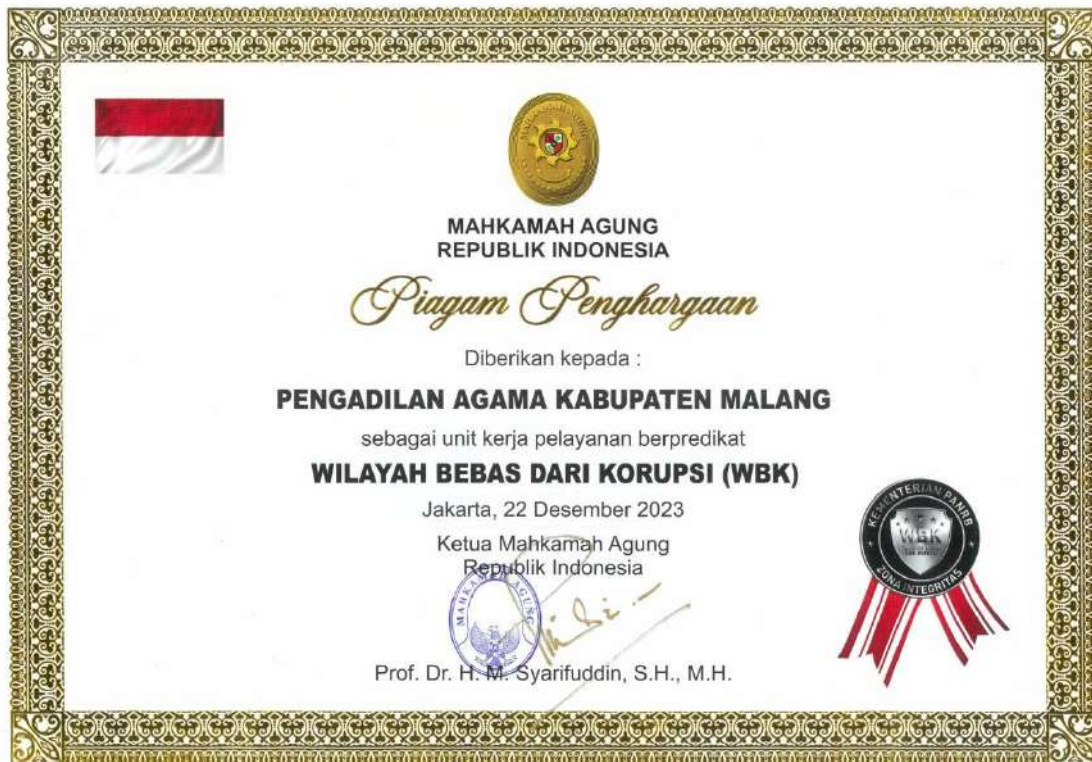 MAHKAMAH AGUNG
REPUBLIK INDONESIA
Piagam Penghargaan
Diberikan kepada :
PENGADILAN AGAMA KABUPATEN MALANG
sebagai unit kerja pelayanan berpredikat
WILAYAH BEBAS DARI KORUPSI (WBK)
Jakarta, 22 Desember 2023
Ketua Mahkamah Agung
Republik Indonesia
MAHKAMAH AGUNG
Prof. Dr. H. M. Syarifuddin, S.H., M.H.
KEMENTERIAN PANRB
WBK
ZONA INTEGRITAS